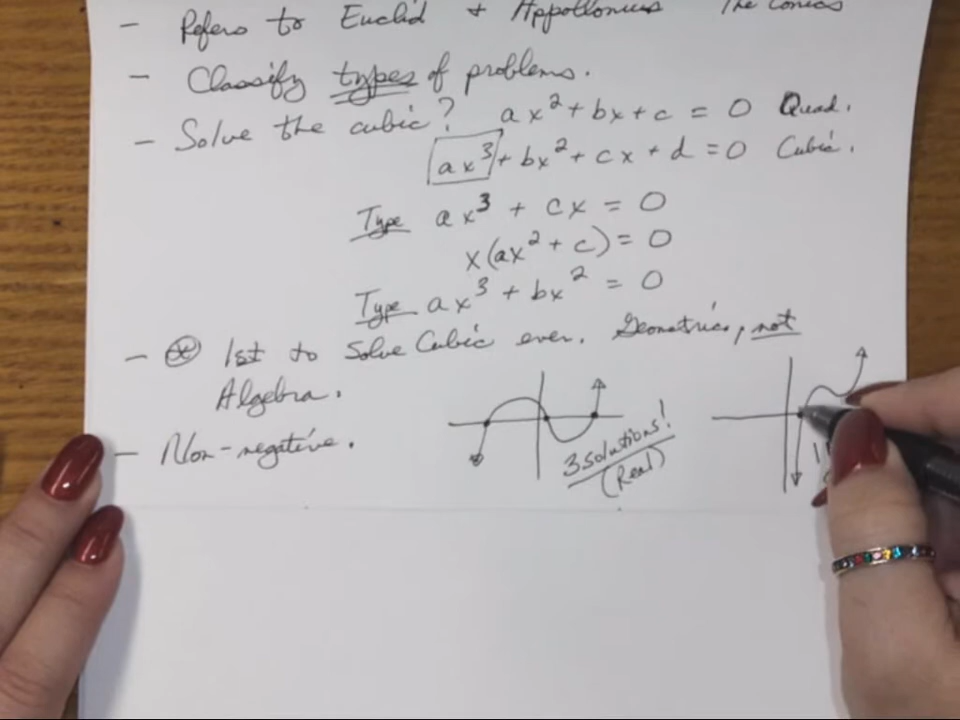 - Refers to Euclid + Appollonius The Conics
- Classify types of problems.
- Solve the cubic? ax² + bx + c = 0 Quad.
ax³ + bx² + cx + d = 0 Cubic.
Type ax³ + cx = 0
x(ax² + c) = 0
Type ax³ + bx² = 0
- * 1st to Solve Cubic ever. Geometric, not
Algebra.
- Non-negative.
3 solutions!
(Real)